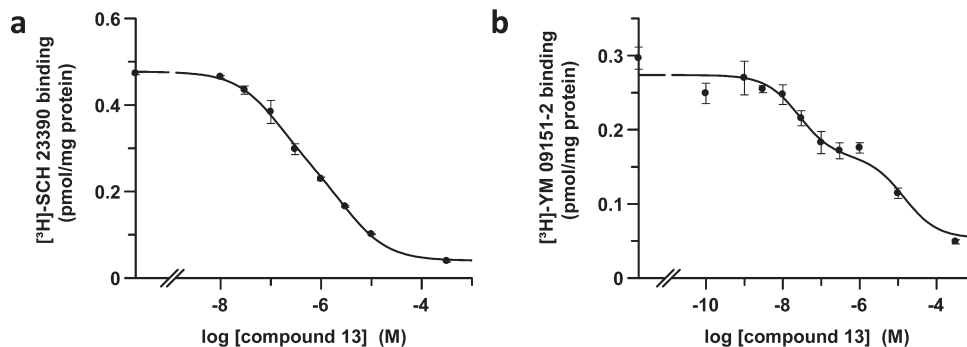 a
[³H]-SCH 23390 binding
(pmol/mg protein)
0.6
0.4
0.2
0
-8
-6
-4
log [compound 13] (M)
b
[³H]-YM 09151-2 binding
(pmol/mg protein)
0.3
0.2
0.1
0
-10
-8
-6
-4
log [compound 13] (M)